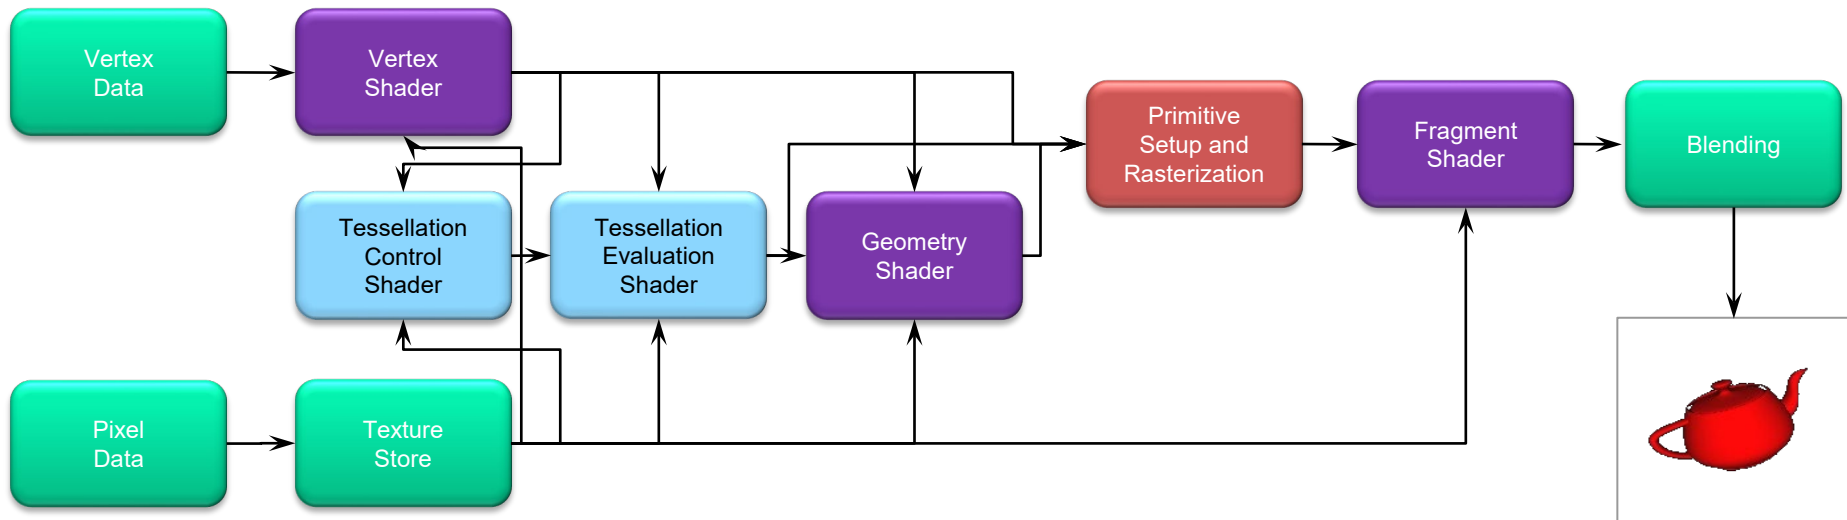 Vertex
Data
Vertex
Shader
Primitive
Setup and
Rasterization
Fragment
Shader
Blending
Tessellation
Control
Shader
Tessellation
Evaluation
Shader
Geometry
Shader
Pixel
Data
Texture
Store